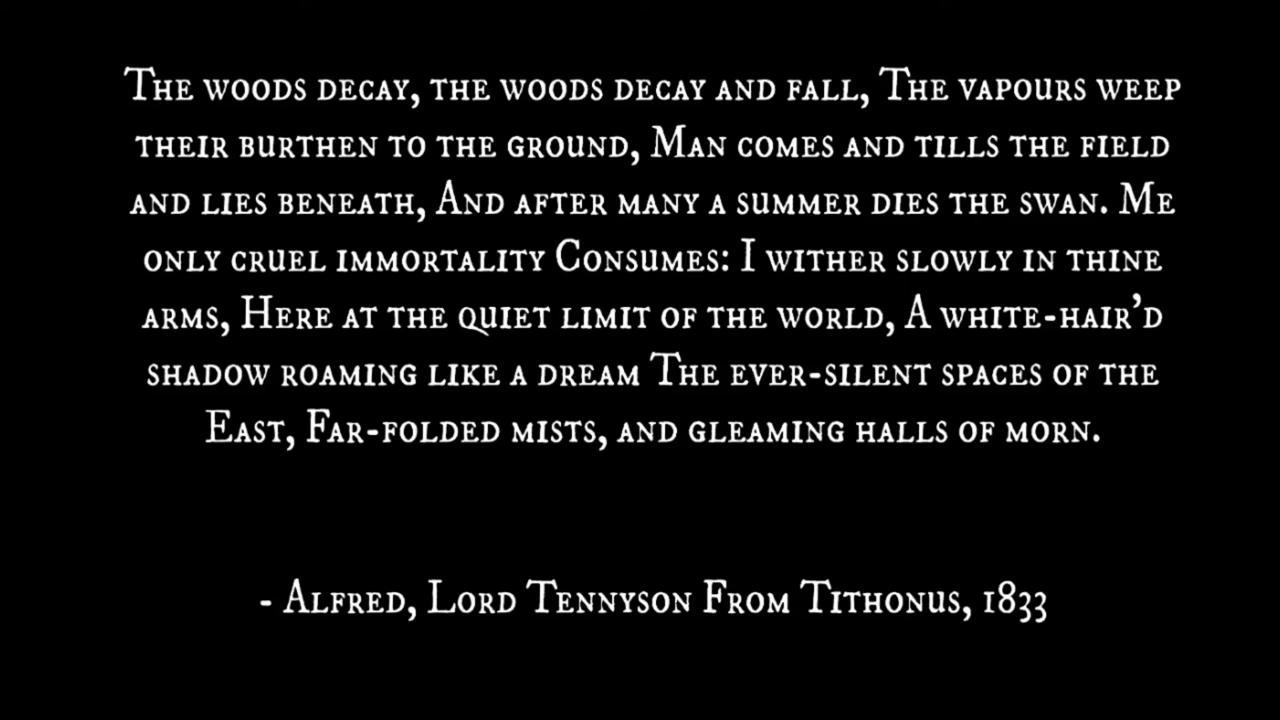 The woods decay, the woods decay and fall, The vapours weep
their burthen to the ground, Man comes and tills the field
and lies beneath, And after many a summer dies the swan. Me
only cruel immortality Consumes: I wither slowly in thine
arms, Here at the quiet limit of the world, A white-hair’d
shadow roaming like a dream The ever-silent spaces of the
East, Far-folded mists, and gleaming halls of morn.
- Alfred, Lord Tennyson From Tithonus, 1833